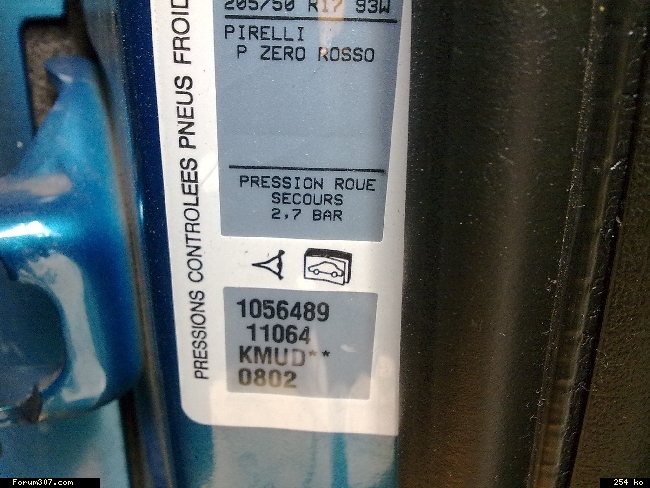 205/50 R17 93W
PIRELLI
P ZERO ROSSO
PRESSION ROUE
SECOURS
2,7 BAR
PRESSIONS CONTROLEES PNEUS FROID
1056489
11064
KMUD**
0802
Forum307.com
254 ko